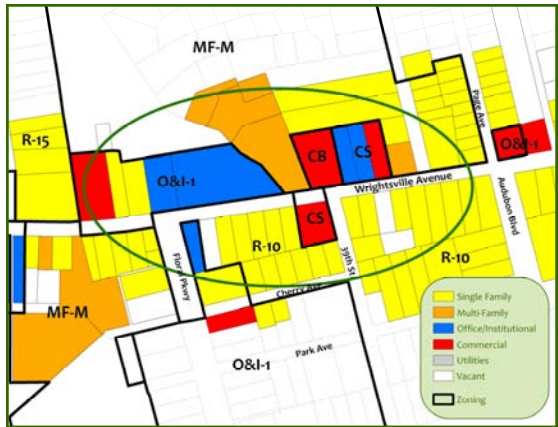 MF-M
R-15
Page Ave
O&I-1
CB
CS
O&I-1
Wrightsville Avenue
CS
Audubon Blvd
R-10
39th St
R-10
Floral Pkwy
Cherry Ave
MF-M
O&I-1
Park Ave
Single Family
Multi-Family
Office/Institutional
Commercial
Utilities
Vacant
Zoning